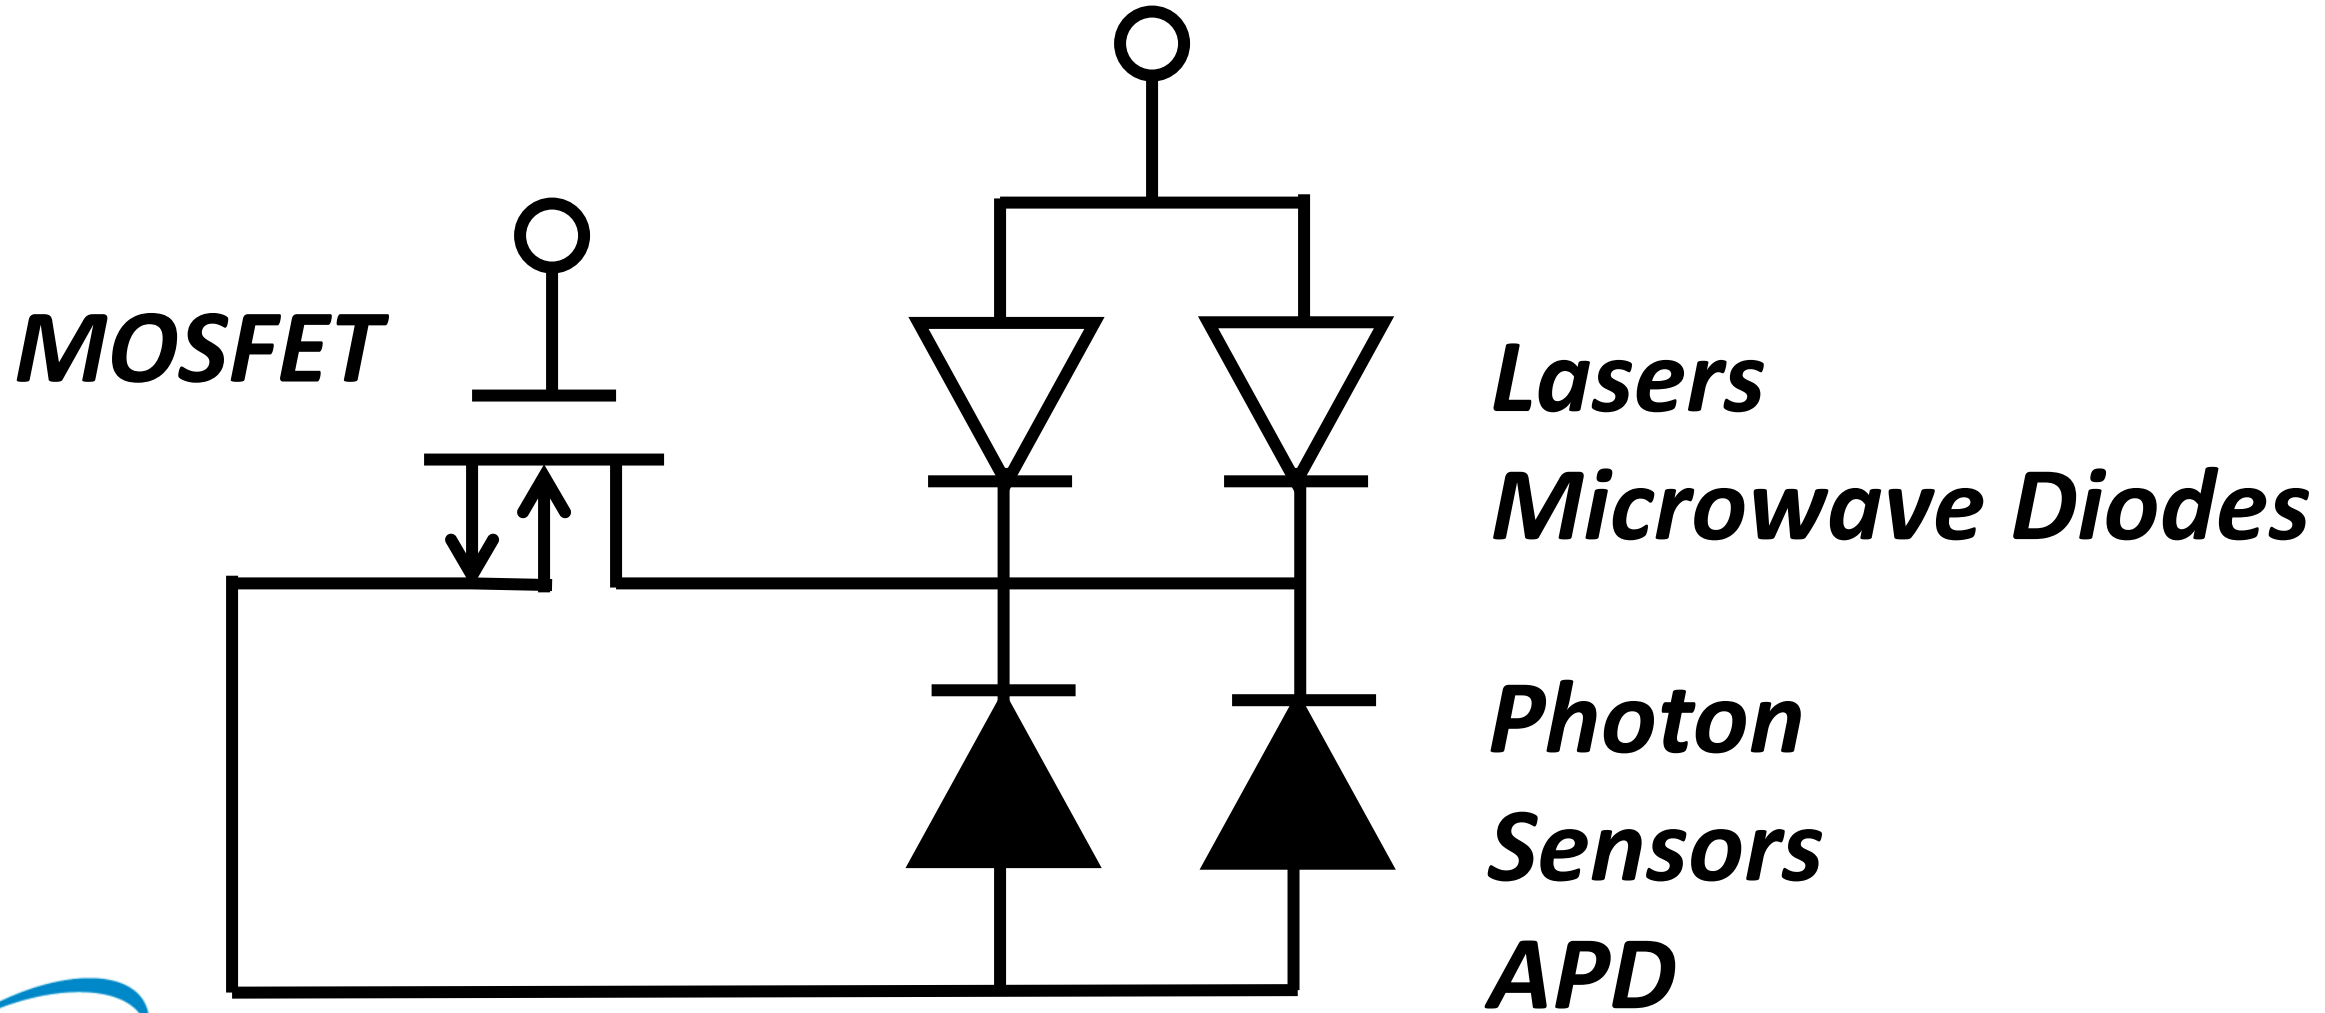 MOSFET
Lasers
Microwave Diodes
Photon
Sensors
APD